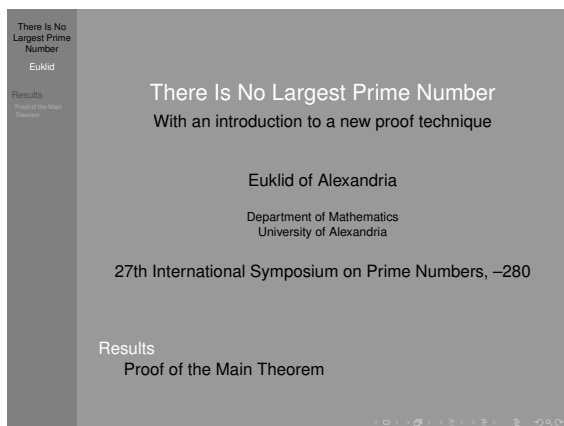 There Is No
Largest Prime
Number
Euklid
Results
Proof of the Main
Theorem
There Is No Largest Prime Number
With an introduction to a new proof technique
Euklid of Alexandria
Department of Mathematics
University of Alexandria
27th International Symposium on Prime Numbers, –280
Results
Proof of the Main Theorem